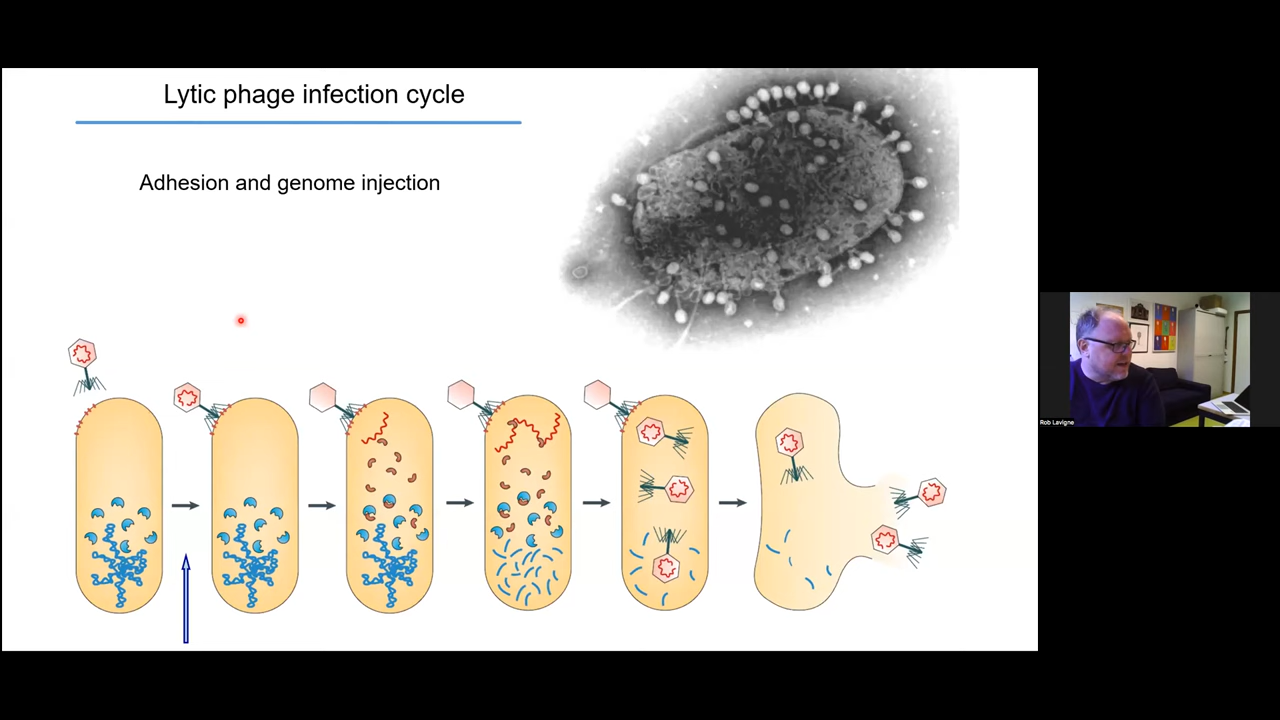 Lytic phage infection cycle
Adhesion and genome injection
Rob Lavigne